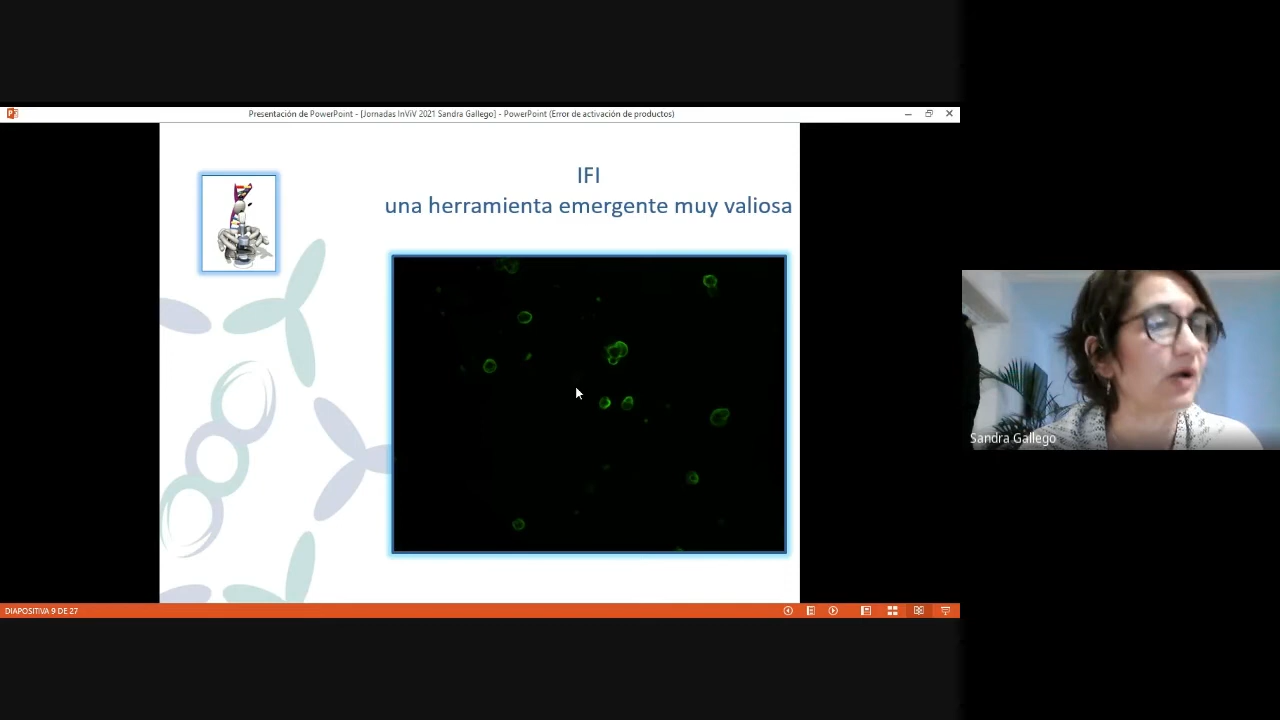 Presentación de PowerPoint - [Jornadas InViV 2021 Sandra Gallego] - PowerPoint (Error de activación de productos)
IFI
una herramienta emergente muy valiosa
Sandra Gallego
DIAPOSITIVA 9 DE 27